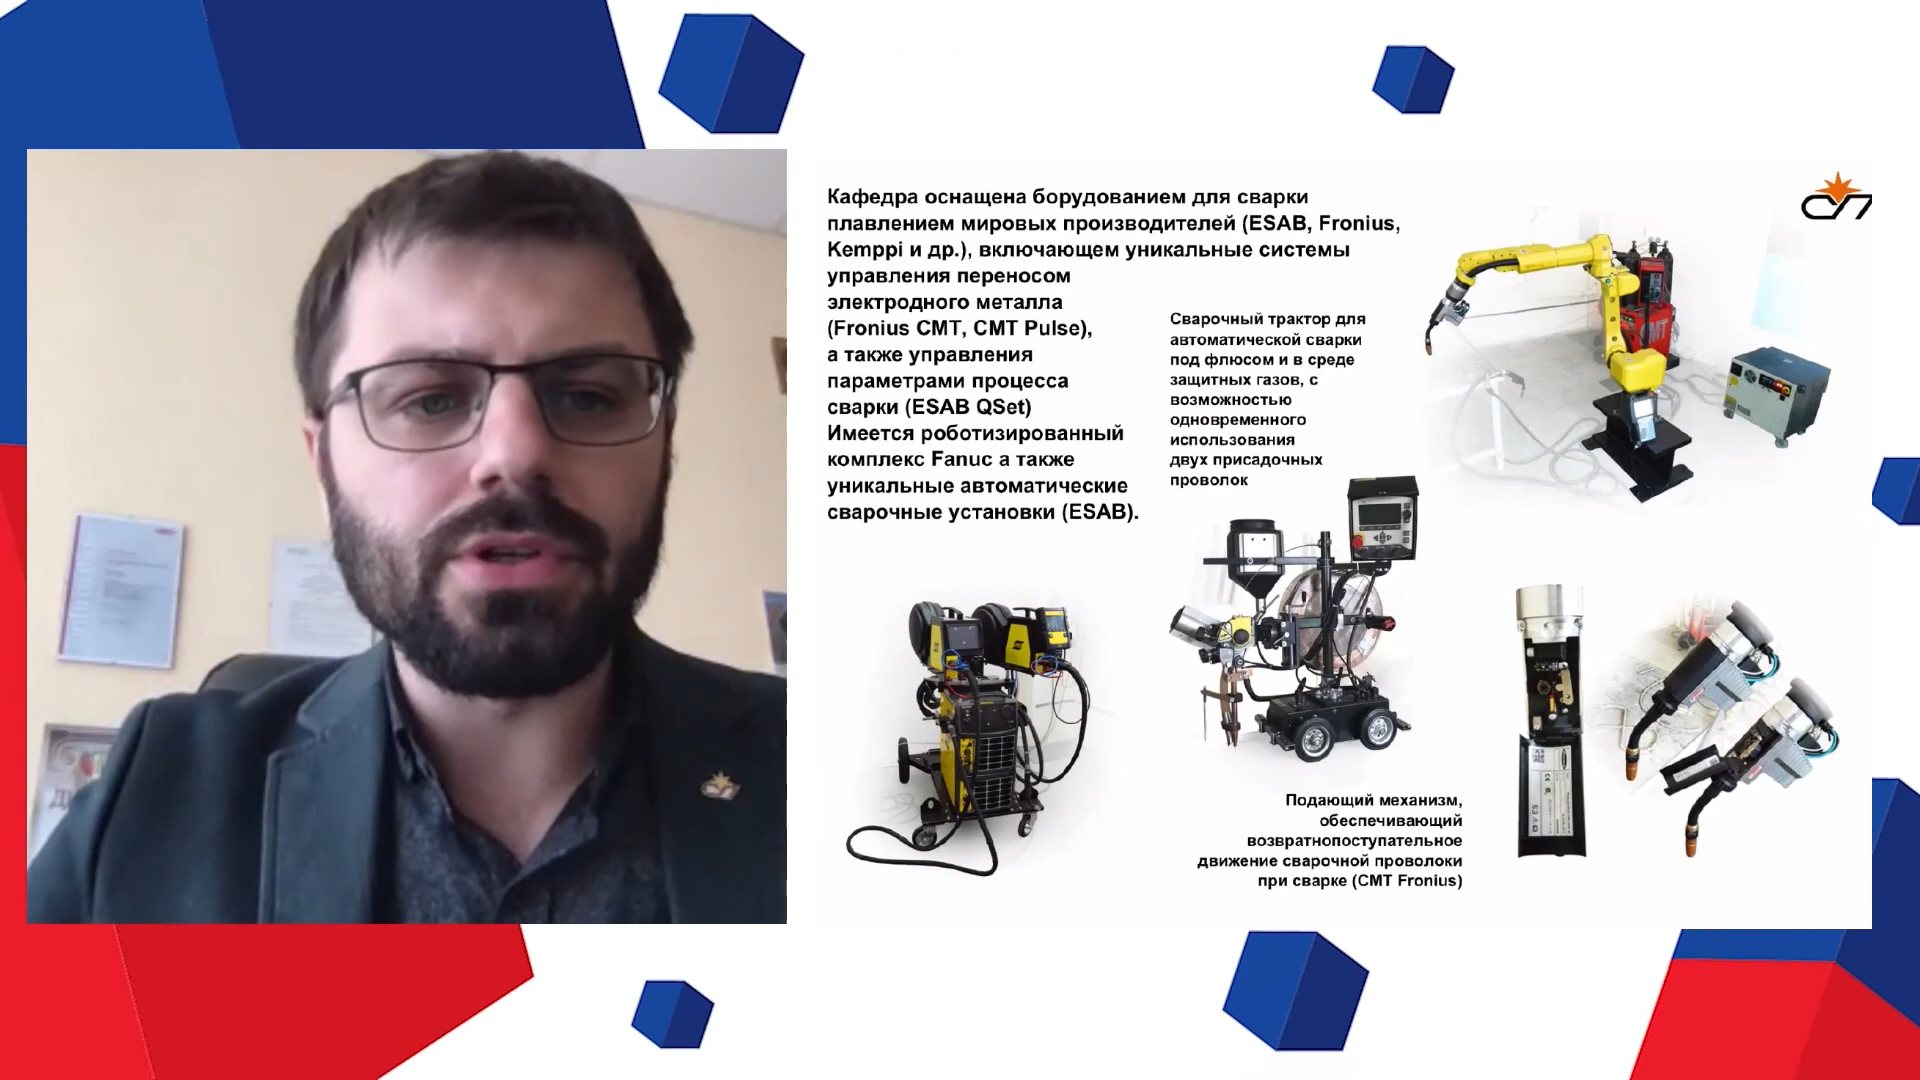 Кафедра оснащена борудованием для сварки
плавлением мировых производителей (ESAB, Fronius,
Kemppi и др.), включающем уникальные системы
управления переносом
электродного металла
(Fronius CMT, CMT Pulse),
а также управления
параметрами процесса
сварки (ESAB QSet)
Имеется роботизированный
комплекс Fanuc а также
уникальные автоматические
сварочные установки (ESAB).
Сварочный трактор для
автоматической сварки
под флюсом и в среде
защитных газов, с
возможностью
одновременного
использования
двух присадочных
проволок
Подающий механизм,
обеспечивающий
возвратнопоступательное
движение сварочной проволоки
при сварке (CMT Fronius)